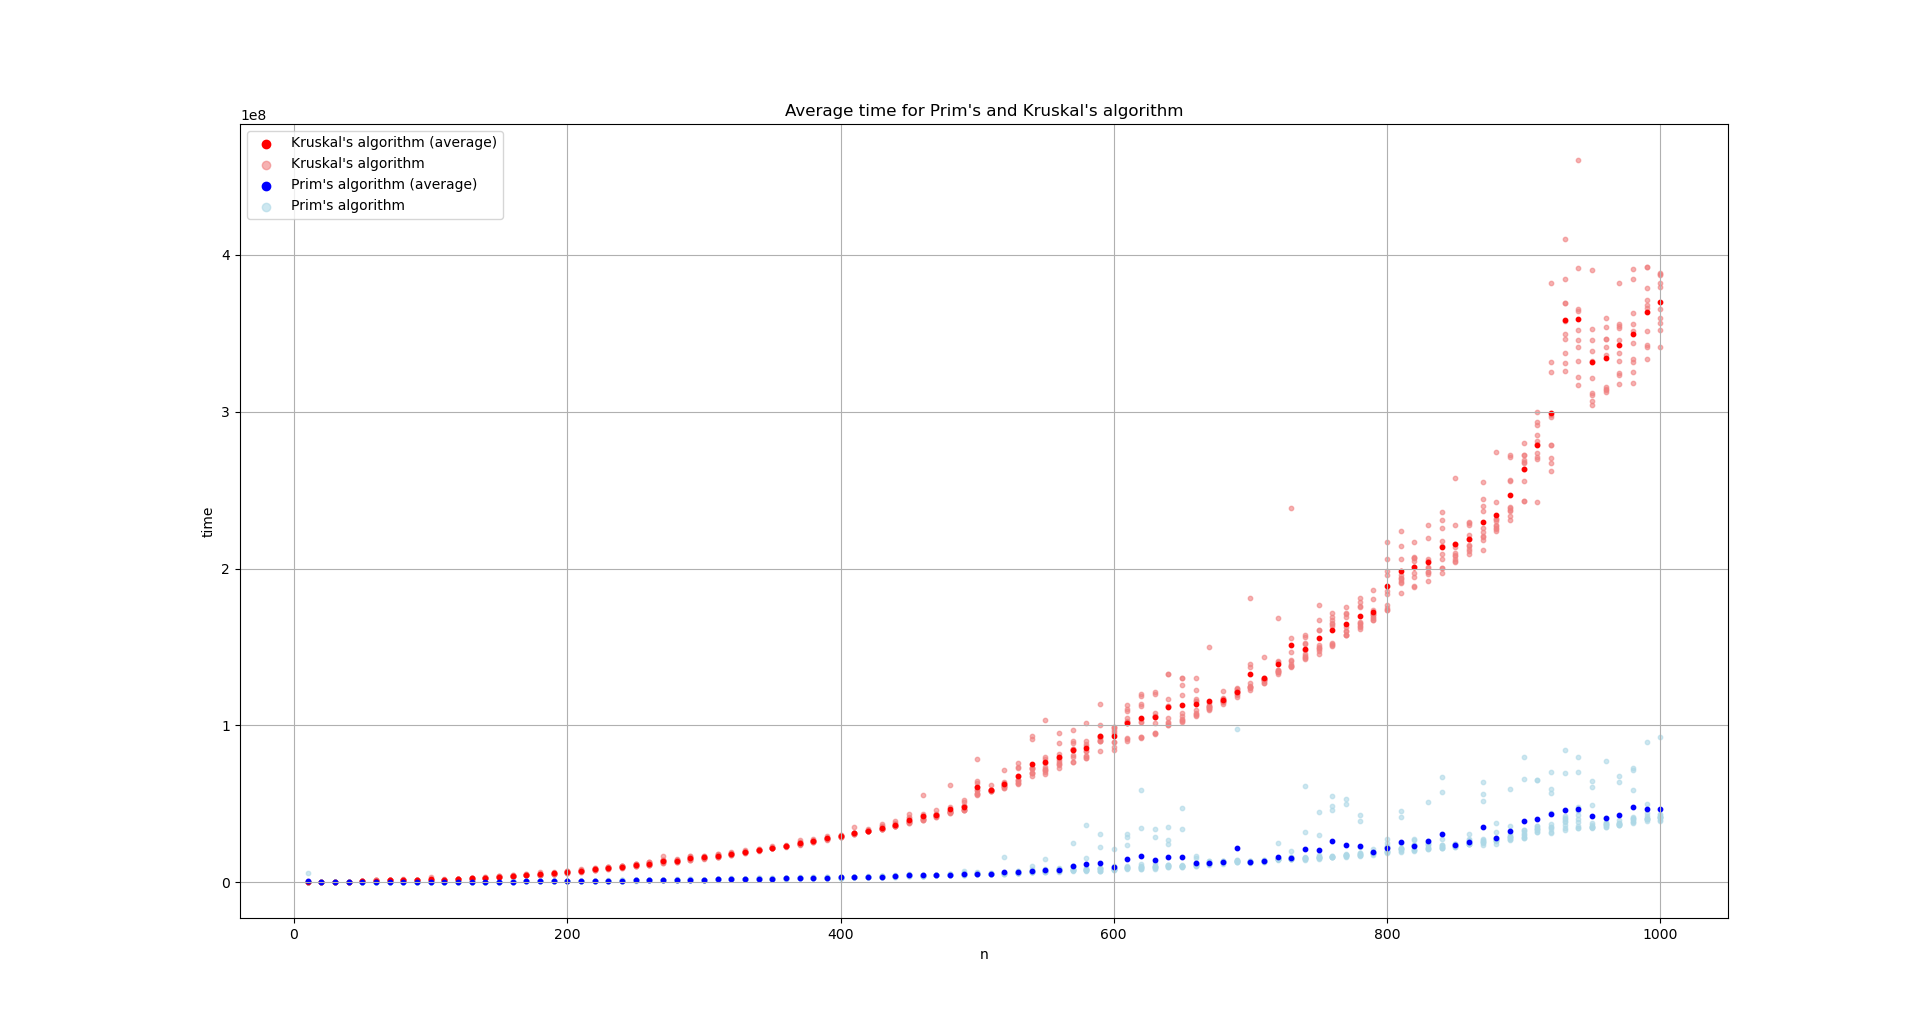 Average time for Prim's and Kruskal's algorithm
1e8
Kruskal's algorithm (average)
Kruskal's algorithm
Prim's algorithm (average)
Prim's algorithm
4
3
2
1
0
time
0 200 400 600 800 1000
n